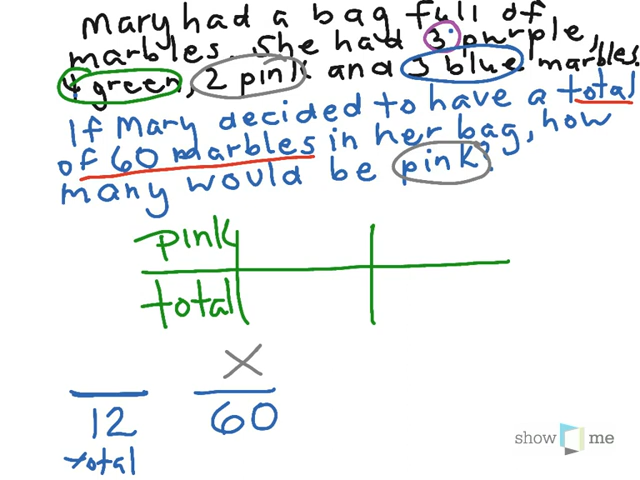 Mary had a bag full of
marbles. She had 3 purple,
4 green, 2 pink and 3 blue marbles.
If Mary decided to have a total
of 60 marbles in her bag, how
many would be pink?
pink
total
X
12 60
total
show me